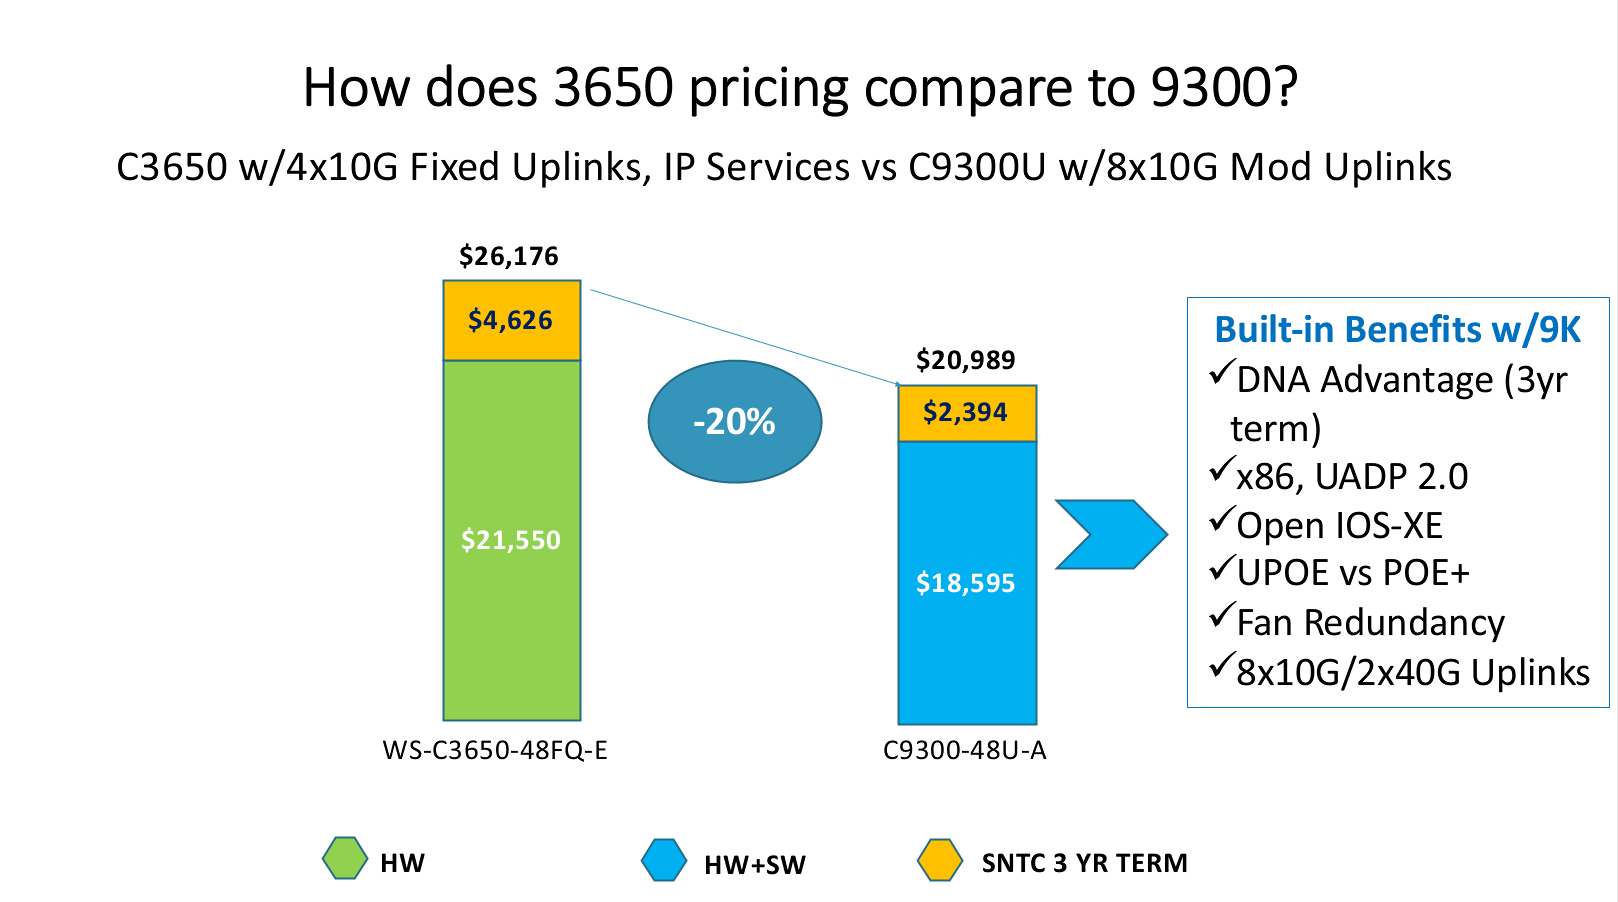 How does 3650 pricing compare to 9300?
C3650 w/4x10G Fixed Uplinks, IP Services vs C9300U w/8x10G Mod Uplinks
$26,176
$4,626
$21,550
WS-C3650-48FQ-E
-20%
$20,989
$2,394
$18,595
C9300-48U-A
Built-in Benefits w/9K
✓DNA Advantage (3yr
term)
✓x86, UADP 2.0
✓Open IOS-XE
✓UPOE vs POE+
✓Fan Redundancy
✓8x10G/2x40G Uplinks
HW
HW+SW
SNTC 3 YR TERM